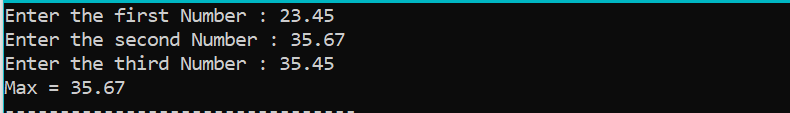 Enter the first Number : 23.45
Enter the second Number : 35.67
Enter the third Number : 35.45
Max = 35.67
--------------------------------